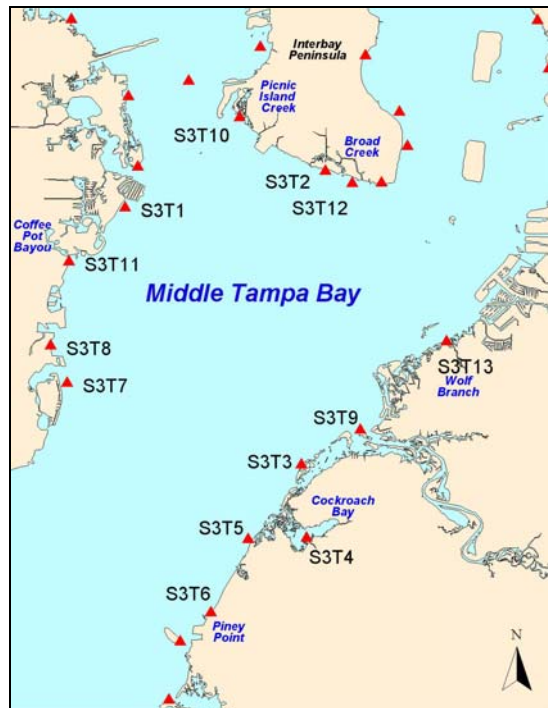 Interbay
Peninsula
Picnic
Island
Creek
S3T10
Broad
Creek
S3T2
S3T12
S3T1
Coffee
Pot
Bayou
S3T11
Middle Tampa Bay
S3T8
S3T13
S3T7
Wolf
Branch
S3T9
S3T3
Cockroach
Bay
S3T5
S3T4
S3T6
Piney
Point
N